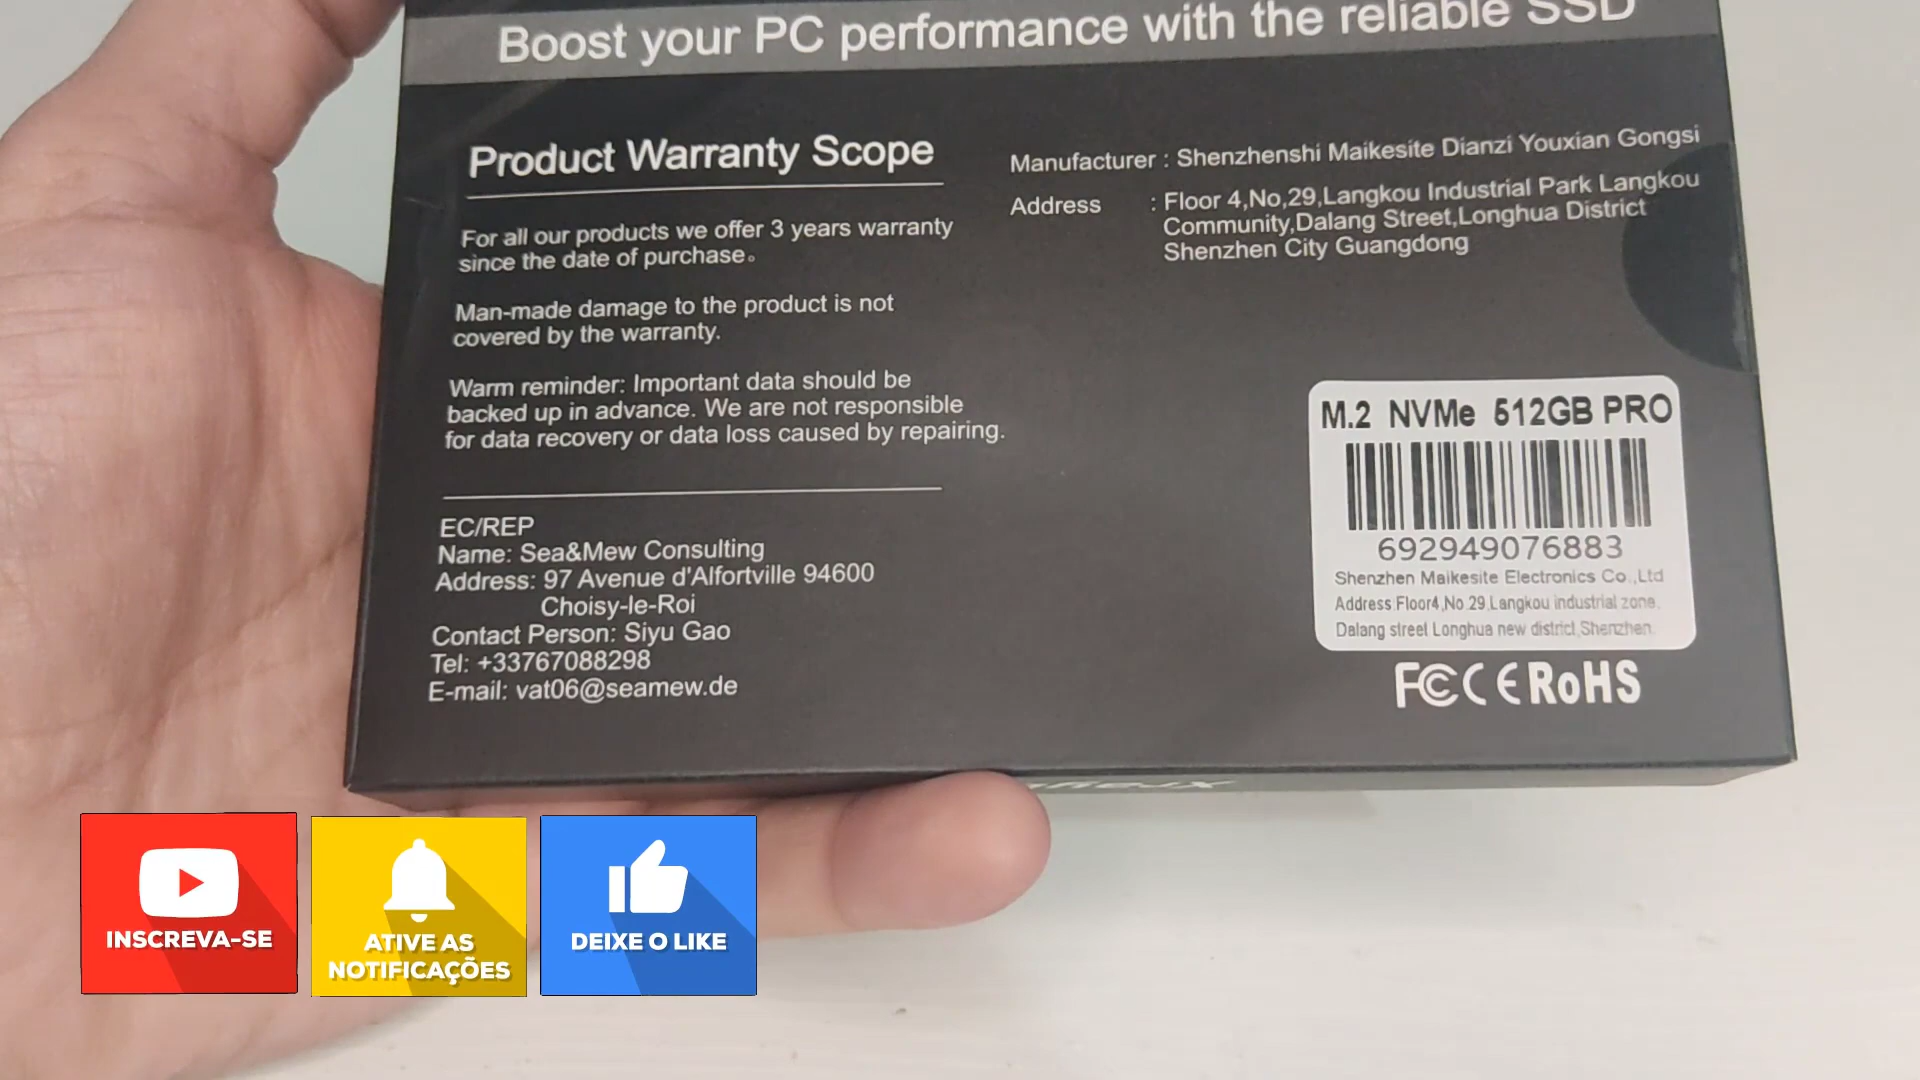 Boost your PC performance with the reliable SSD
Product Warranty Scope
For all our products we offer 3 years warranty
since the date of purchase。
Man-made damage to the product is not
covered by the warranty.
Warm reminder: Important data should be
backed up in advance. We are not responsible
for data recovery or data loss caused by repairing.
EC/REP
Name: Sea&Mew Consulting
Address: 97 Avenue d'Alfortville 94600
Choisy-le-Roi
Contact Person: Siyu Gao
Tel: +33767088298
E-mail: vat06@seamew.de
Manufacturer : Shenzhenshi Maikesite Dianzi Youxian Gongsi
Address : Floor 4,No,29,Langkou Industrial Park Langkou
Community,Dalang Street,Longhua District
Shenzhen City Guangdong
M.2 NVMe 512GB PRO
692949076883
Shenzhen Maikesite Electronics Co.,Ltd
Address:Floor4,No.29,Langkou industrial zone,
Dalang street Longhua new district,Shenzhen.
FC CE RoHS
INSCREVA-SE
ATIVE AS
NOTIFICAÇÕES
DEIXE O LIKE